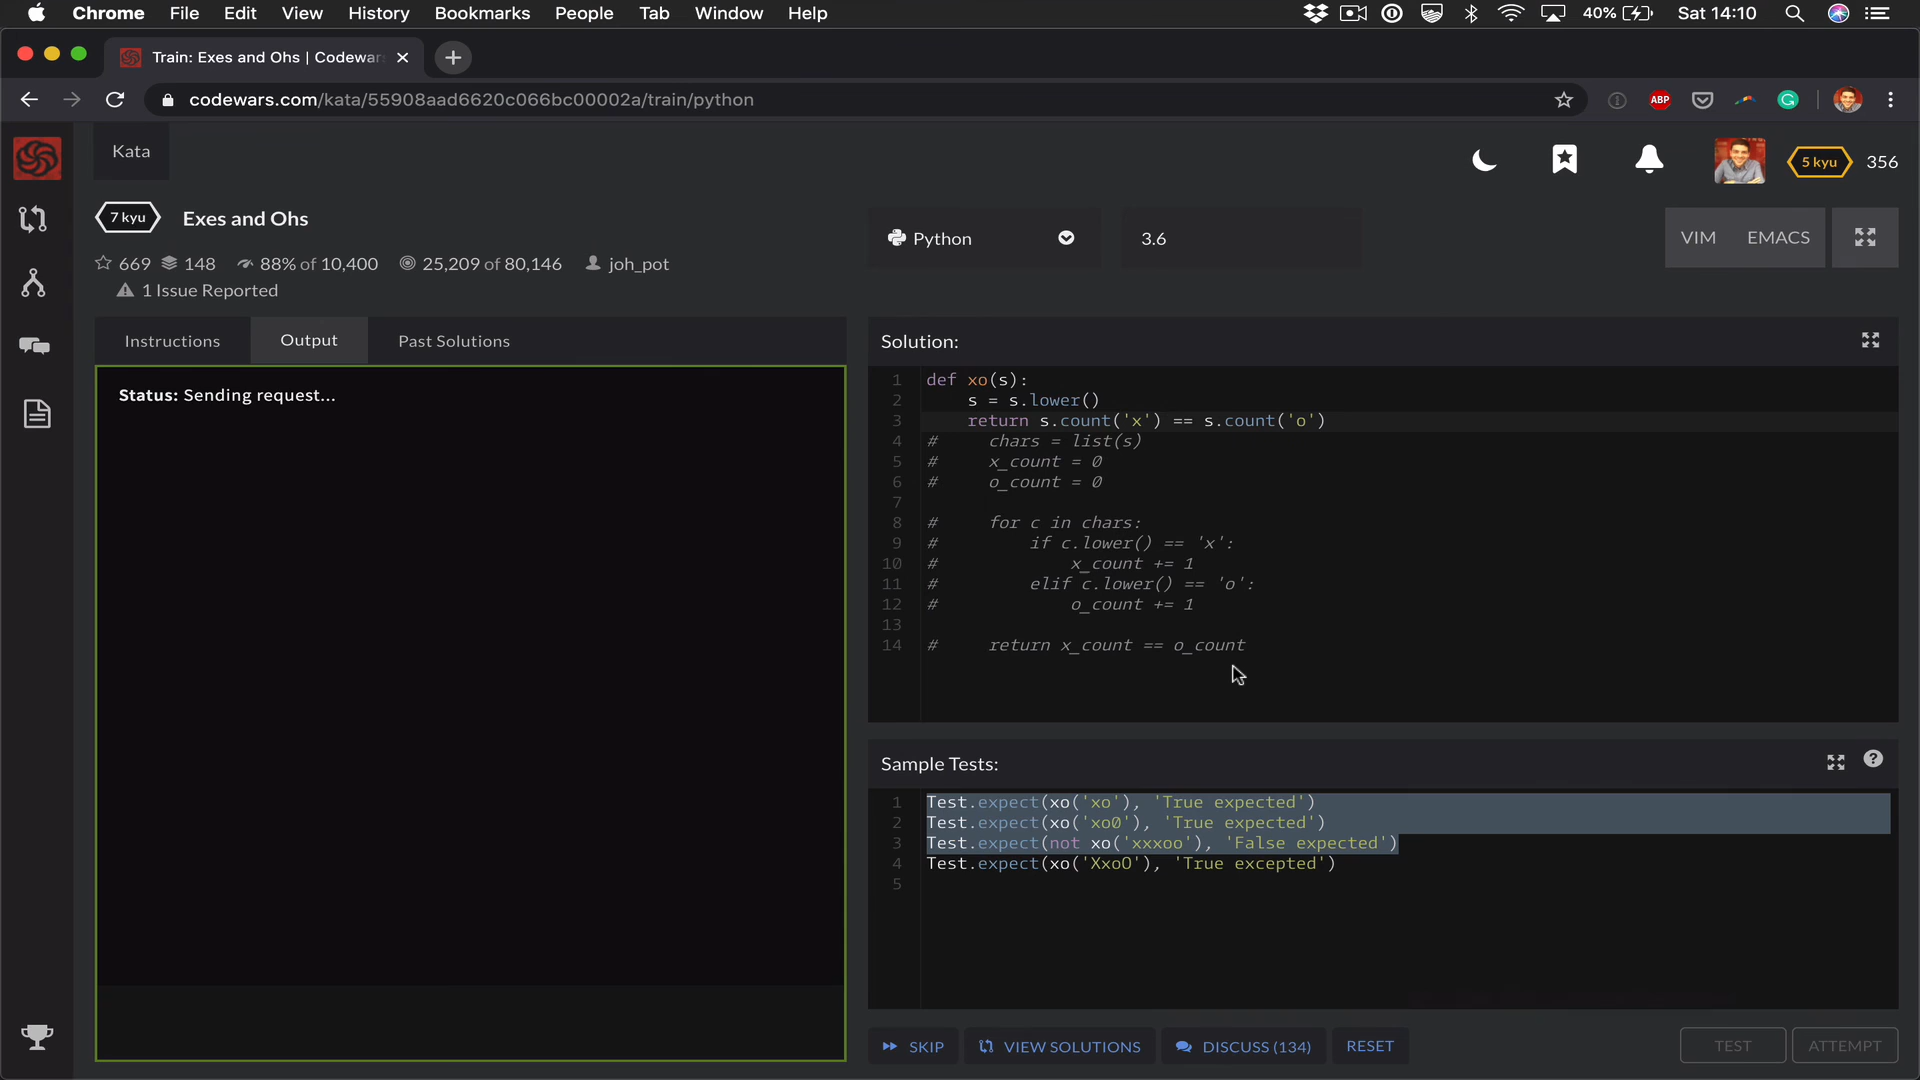 Chrome File Edit View History Bookmarks People Tab Window Help 40% Sat 14:10
Train: Exes and Ohs | Codewar
codewars.com/kata/55908aad6620c066bc00002a/train/python
ABP
Kata
5 kyu 356
7 kyu Exes and Ohs
Python 3.6 VIM EMACS
669 148 88% of 10,400 25,209 of 80,146 joh_pot
1 Issue Reported
Instructions Output Past Solutions
Status: Sending request...
Solution:
1 def xo(s):
2 s = s.lower()
3 return s.count('x') == s.count('o')
4 # chars = list(s)
5 # x_count = 0
6 # o_count = 0
7
8 # for c in chars:
9 # if c.lower() == 'x':
10 # x_count += 1
11 # elif c.lower() == 'o':
12 # o_count += 1
13
14 # return x_count == o_count
Sample Tests:
1 Test.expect(xo('xo'), 'True expected')
2 Test.expect(xo('xo0'), 'True expected')
3 Test.expect(not xo('xxxoo'), 'False expected')
4 Test.expect(xo('XxoO'), 'True excepted')
5
SKIP VIEW SOLUTIONS DISCUSS (134) RESET TEST ATTEMPT